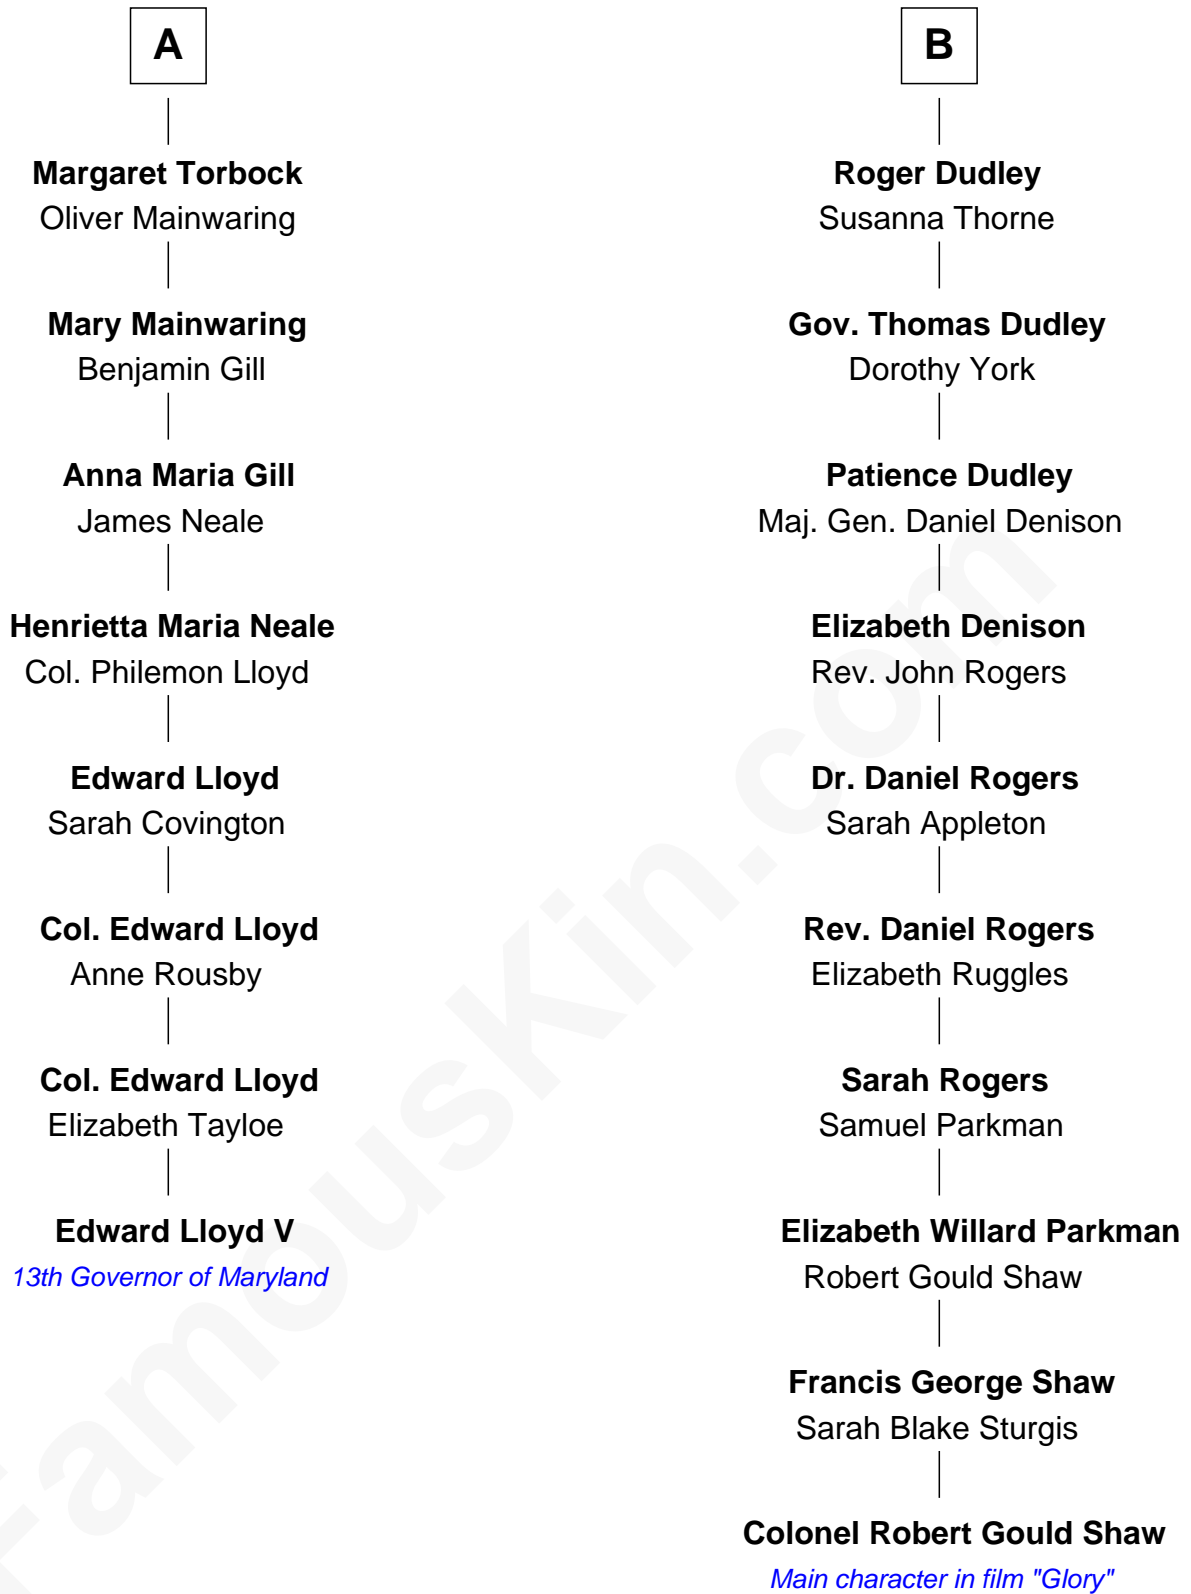 A
Margaret Torbock
Oliver Mainwaring
Mary Mainwaring
Benjamin Gill
Anna Maria Gill
James Neale
Henrietta Maria Neale
Col. Philemon Lloyd
Edward Lloyd
Sarah Covington
Col. Edward Lloyd
Anne Rousby
Col. Edward Lloyd
Elizabeth Tayloe
Edward Lloyd V
13th Governor of Maryland
B
Roger Dudley
Susanna Thorne
Gov. Thomas Dudley
Dorothy York
Patience Dudley
Maj. Gen. Daniel Denison
Elizabeth Denison
Rev. John Rogers
Dr. Daniel Rogers
Sarah Appleton
Rev. Daniel Rogers
Elizabeth Ruggles
Sarah Rogers
Samuel Parkman
Elizabeth Willard Parkman
Robert Gould Shaw
Francis George Shaw
Sarah Blake Sturgis
Colonel Robert Gould Shaw
Main character in film "Glory"
FamousKin.com